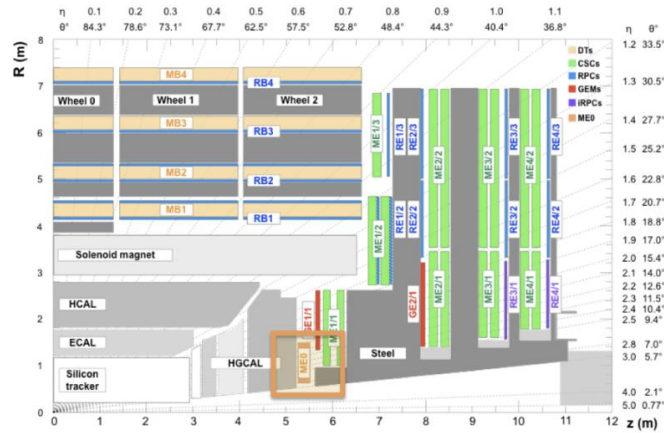 η 0.1 0.2 0.3 0.4 0.5 0.6 0.7 0.8 0.9 1.0 1.1 η θ°
θ° 84.3° 78.6° 73.1° 67.7° 62.5° 57.5° 52.8° 48.4° 44.3° 40.4° 36.8°
R (m)
8
7
6
5
4
3
2
1
0
1.2 33.5°
1.3 30.5°
1.4 27.7°
1.5 25.2°
1.6 22.8°
1.7 20.7°
1.8 18.8°
1.9 17.0°
2.0 15.4°
2.1 14.0°
2.2 12.6°
2.3 11.5°
2.4 10.4°
2.5 9.4°
2.8 7.0°
3.0 5.7°
4.0 2.1°
5.0 0.77°
DTs
CSCs
RPCs
GEMs
iRPCs
ME0
MB4
RB4
Wheel 0 Wheel 1 Wheel 2
MB3
RB3
MB2
RB2
MB1
RB1
Solenoid magnet
HCAL
ECAL
Silicon
tracker
HGCAL
ME0
GE1/1
ME1/1
Steel
ME1/2
ME1/3
RE1/3
RE2/3
RE1/2
RE2/2
GE2/1
ME2/2
ME2/1
ME3/2
ME3/1
RE3/3
RE3/2
RE3/1
ME4/2
ME4/1
RE4/3
RE4/2
RE4/1
0 1 2 3 4 5 6 7 8 9 10 11 12 z (m)